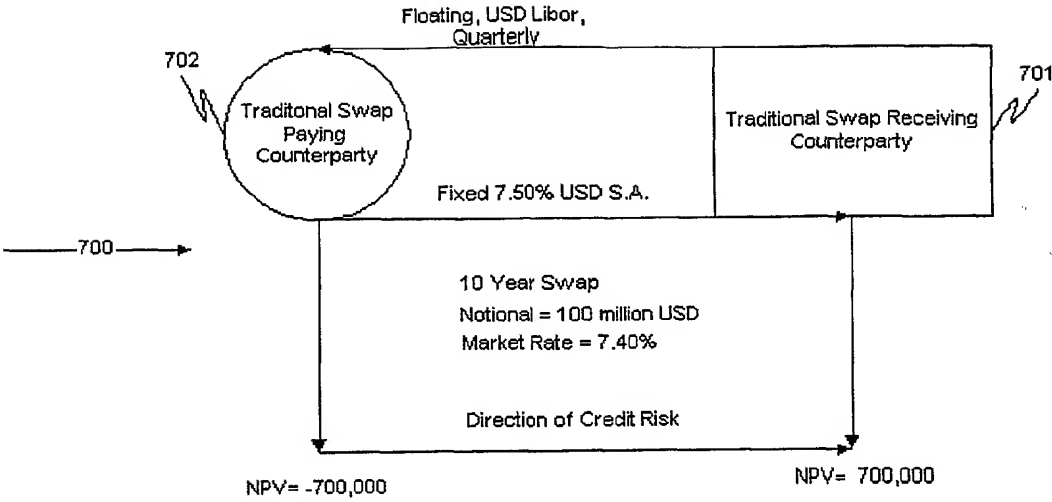 Floating, USD Libor,
Quarterly
702
701
Traditonal Swap
Paying
Counterparty
Traditional Swap Receiving
Counterparty
Fixed 7.50% USD S.A.
700
10 Year Swap
Notional = 100 million USD
Market Rate = 7.40%
Direction of Credit Risk
NPV= -700,000
NPV= 700,000